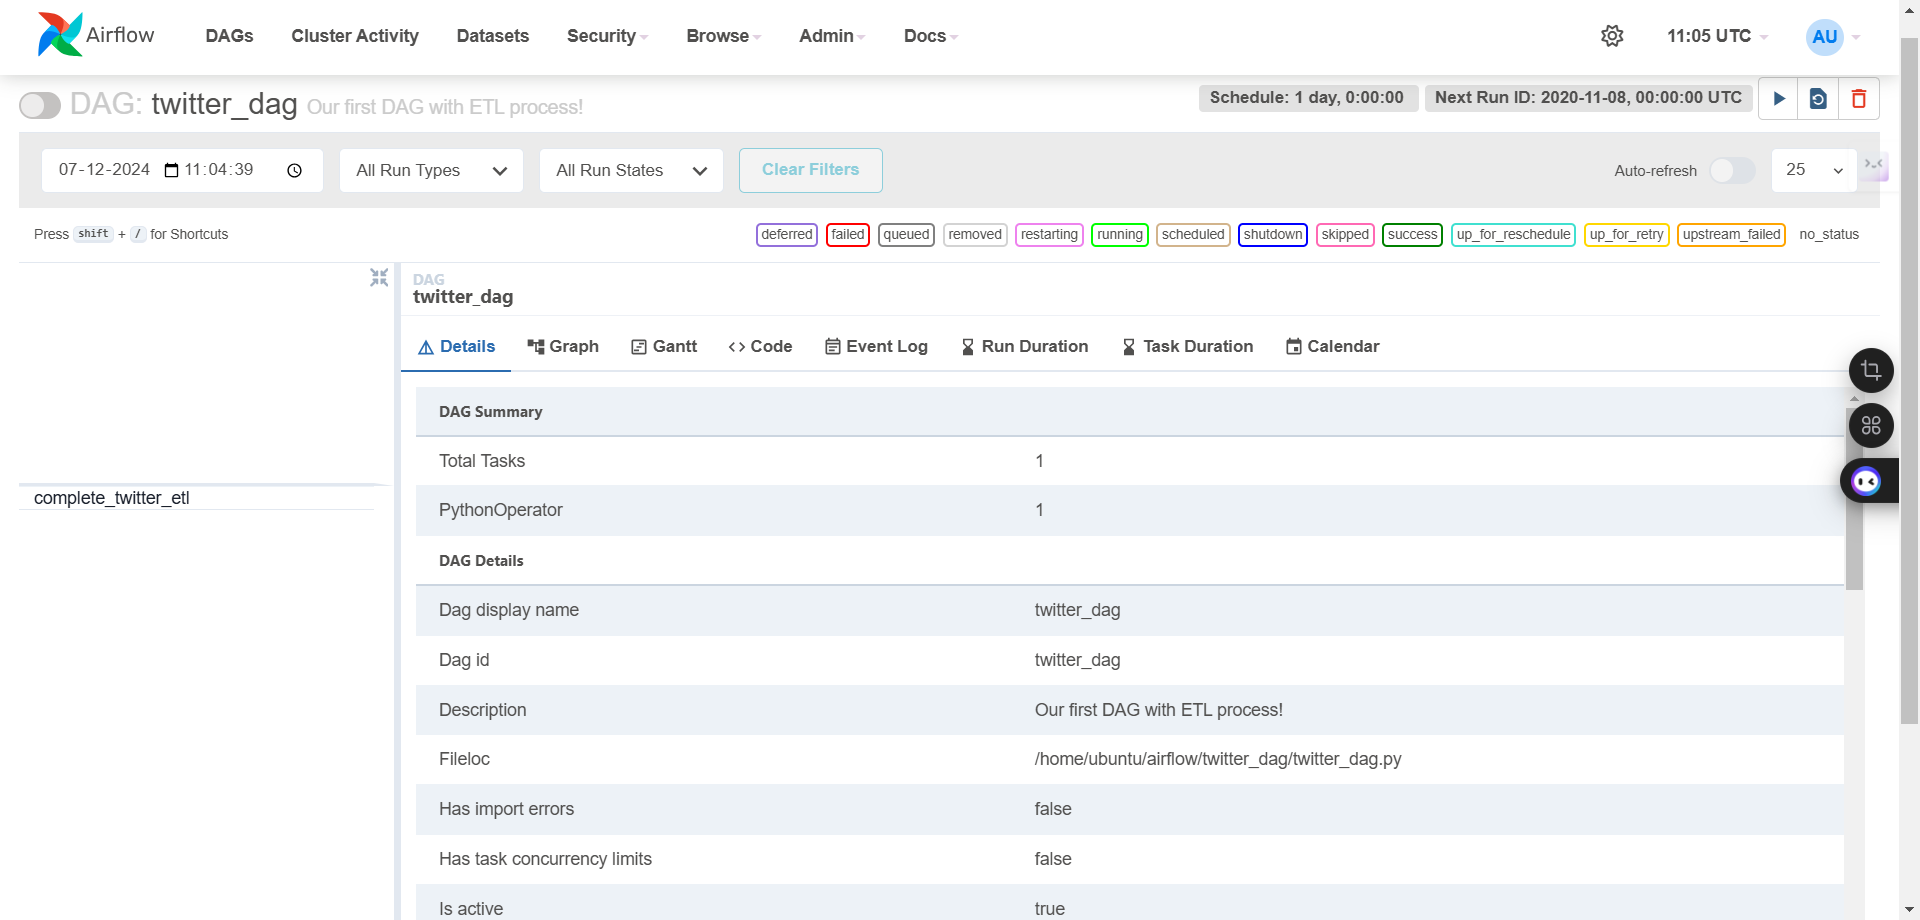 Airflow DAGs Cluster Activity Datasets Security Browse Admin Docs 11:05 UTC AU
DAG: twitter_dag Our first DAG with ETL process! Schedule: 1 day, 0:00:00 Next Run ID: 2020-11-08, 00:00:00 UTC
07-12-2024 11:04:39 All Run Types All Run States Clear Filters Auto-refresh 25
Press shift + / for Shortcuts deferred failed queued removed restarting running scheduled shutdown skipped success up_for_reschedule up_for_retry upstream_failed no_status
DAG
twitter_dag
Details Graph Gantt Code Event Log Run Duration Task Duration Calendar
complete_twitter_etl
DAG Summary
Total Tasks 1
PythonOperator 1
DAG Details
Dag display name twitter_dag
Dag id twitter_dag
Description Our first DAG with ETL process!
Fileloc /home/ubuntu/airflow/twitter_dag/twitter_dag.py
Has import errors false
Has task concurrency limits false
Is active true